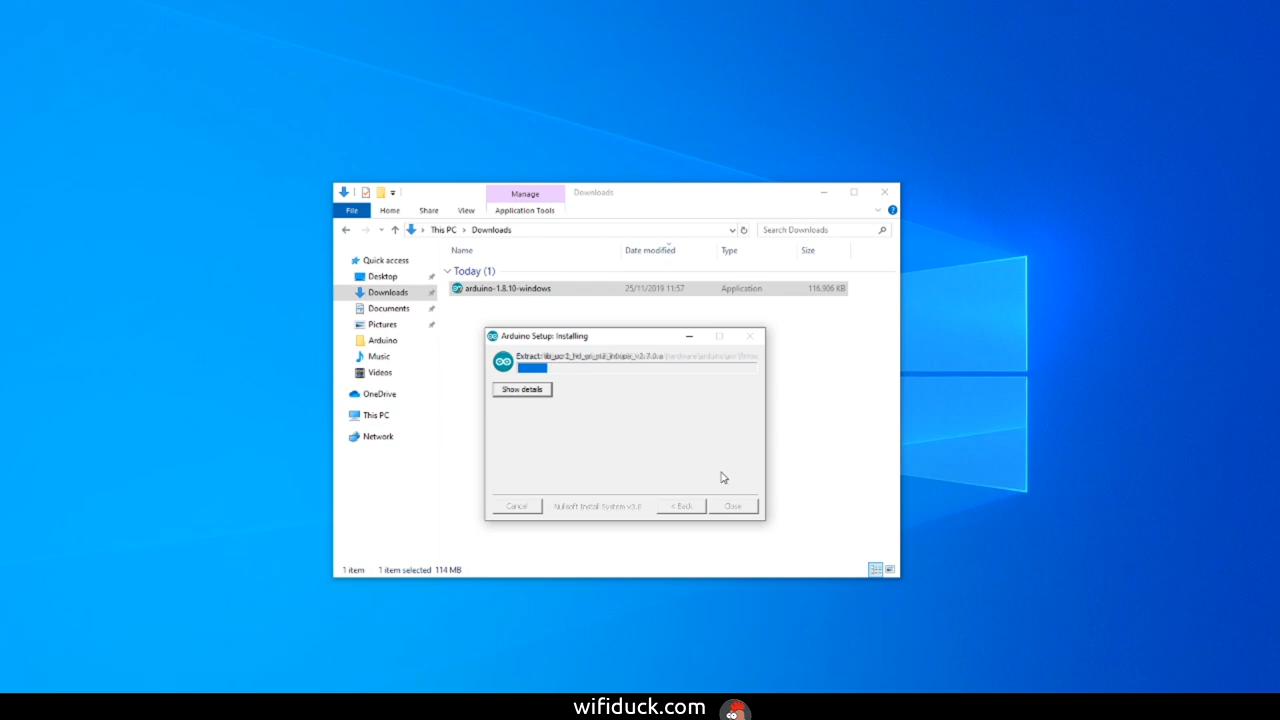 Manage
Downloads
File
Home
Share
View
Application Tools
This PC
Downloads
Search Downloads
Name
Date modified
Type
Size
Quick access
Desktop
Downloads
Documents
Pictures
Arduino
Music
Videos
OneDrive
This PC
Network
Today (1)
arduino-1.8.10-windows
25/11/2019 11:57
Application
116.906 KB
Arduino Setup: Installing
Extract:
Show details
Cancel
Nullsoft Install System v3.0
< Back
Close
1 item
1 item selected 114 MB
wifiduck.com